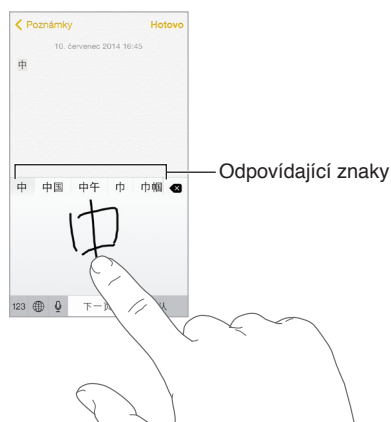 Poznámky Hotovo
10. červenec 2014 16:45
中
Odpovídající znaky
中 中国 中午 巾 巾帼
中
123 下一